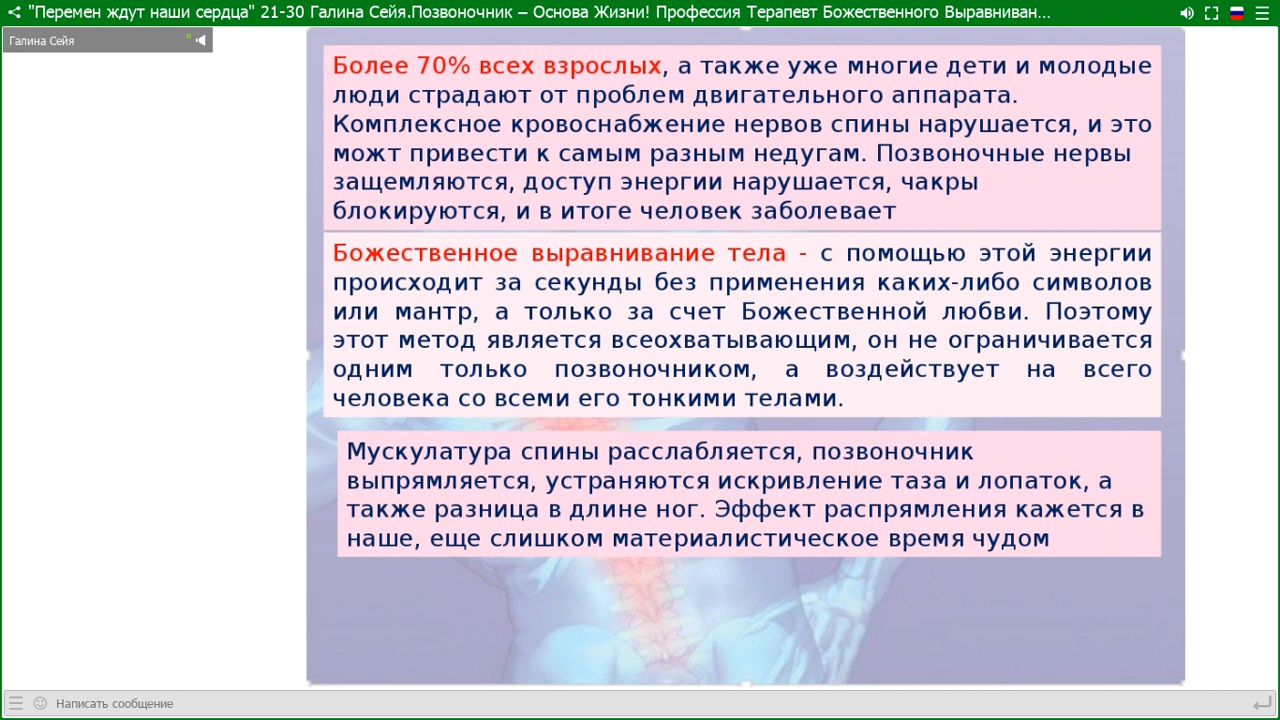 "Перемен ждут наши сердца" 21-30 Галина Сейя.Позвоночник – Основа Жизни! Профессия Терапевт Божественного Выравниван...
Галина Сейя
Более 70% всех взрослых, а также уже многие дети и молодые
люди страдают от проблем двигательного аппарата.
Комплексное кровоснабжение нервов спины нарушается, и это
можт привести к самым разным недугам. Позвоночные нервы
защемляются, доступ энергии нарушается, чакры
блокируются, и в итоге человек заболевает
Божественное выравнивание тела - с помощью этой энергии
происходит за секунды без применения каких-либо символов
или мантр, а только за счет Божественной любви. Поэтому
этот метод является всеохватывающим, он не ограничивается
одним только позвоночником, а воздействует на всего
человека со всеми его тонкими телами.
Мускулатура спины расслабляется, позвоночник
выпрямляется, устраняются искривление таза и лопаток, а
также разница в длине ног. Эффект распрямления кажется в
наше, еще слишком материалистическое время чудом
Написать сообщение